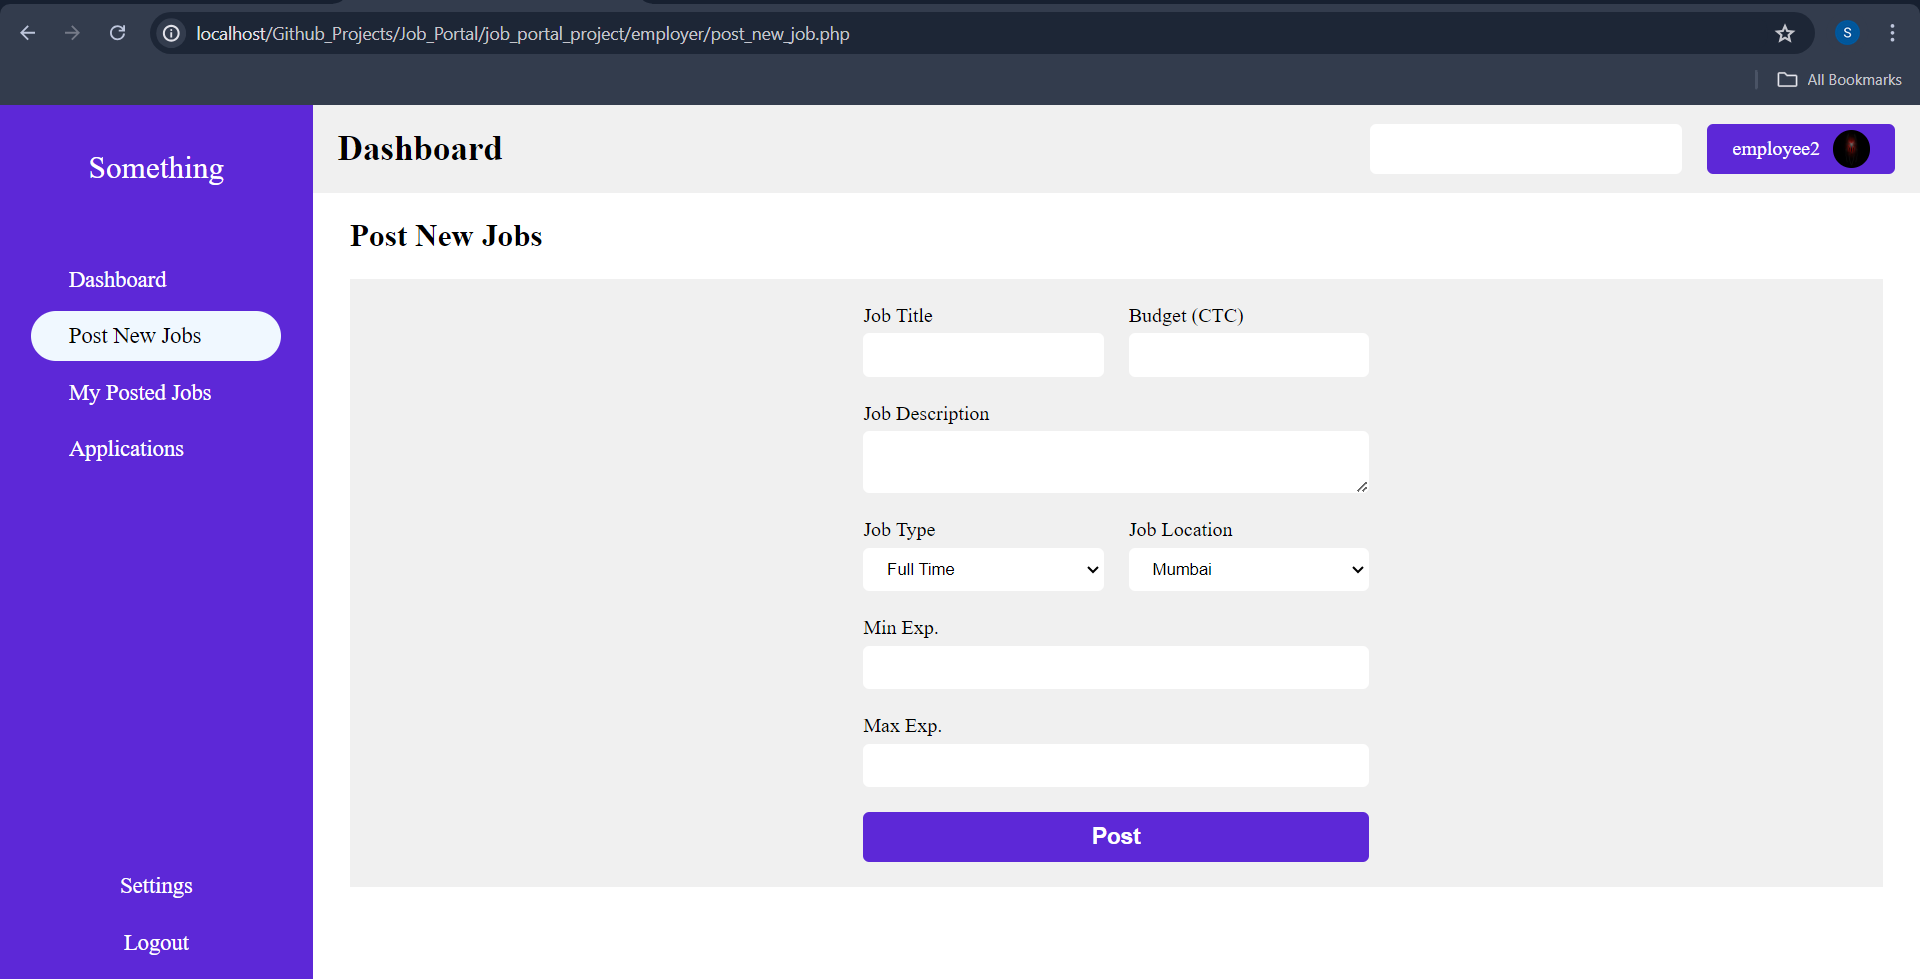 localhost/Github_Projects/Job_Portal/job_portal_project/employer/post_new_job.php
S
All Bookmarks
Something
Dashboard
Post New Jobs
My Posted Jobs
Applications
Settings
Logout
Dashboard
employee2
Post New Jobs
Job Title
Budget (CTC)
Job Description
Job Type
Job Location
Full Time
Mumbai
Min Exp.
Max Exp.
Post